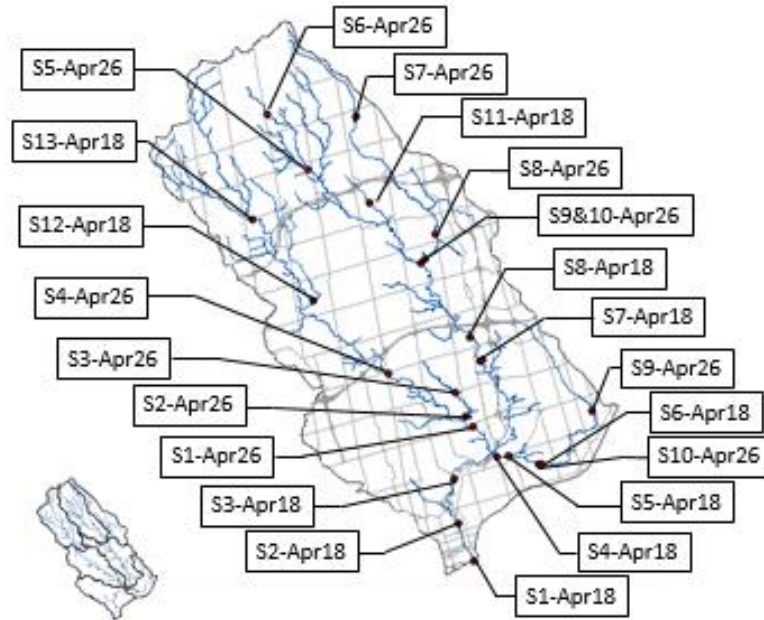 S6-Apr26
S5-Apr26
S7-Apr26
S11-Apr18
S13-Apr18
S8-Apr26
S9&10-Apr26
S12-Apr18
S8-Apr18
S4-Apr26
S7-Apr18
S3-Apr26
S9-Apr26
S2-Apr26
S6-Apr18
S1-Apr26
S10-Apr26
S3-Apr18
S5-Apr18
S2-Apr18
S4-Apr18
S1-Apr18